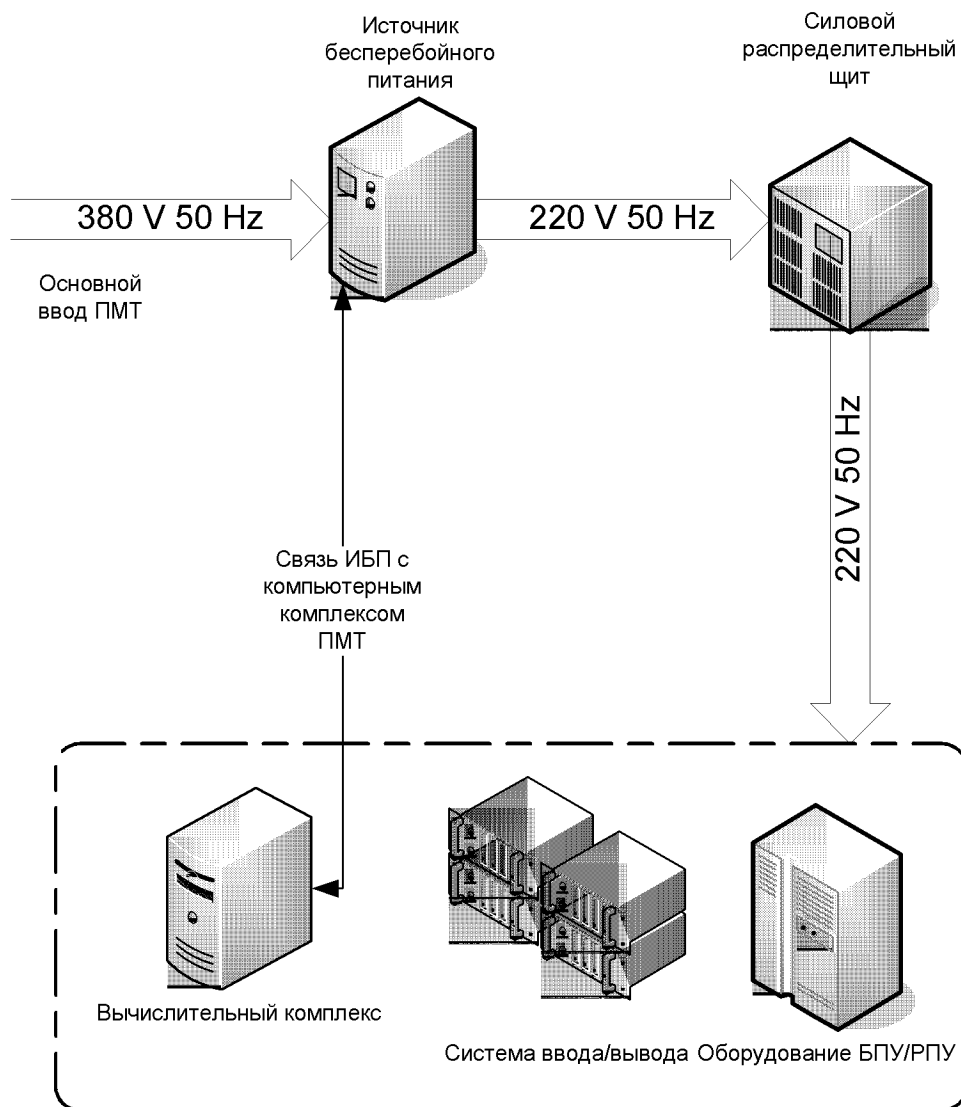 Источник
бесперебойного
питания
Силовой
распределительный
щит
380 V 50 Hz
220 V 50 Hz
Основной
ввод ПМТ
220 V 50 Hz
Связь ИБП с
компьютерным
комплексом
ПМТ
Вычислительный комплекс
Система ввода/вывода
Оборудование БПУ/РПУ